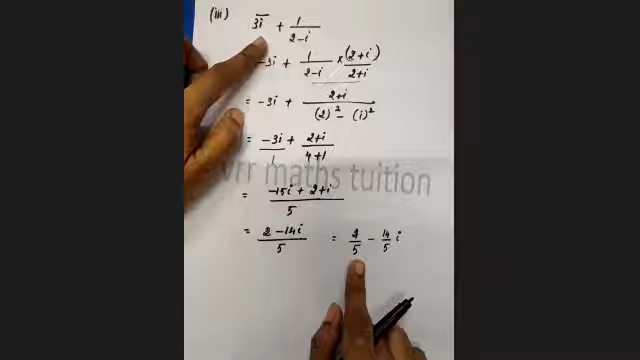 (iii) 3i̅ + 1/(2-i)
-3i + 1/(2-i) × (2+i)/(2+i)
= -3i + (2+i)/((2)² - (i)²)
= -3i/1 + (2+i)/(4+1)
vrr maths tuition
= (-15i + 2+i)/5
= (2 - 14i)/5 = 2/5 - 14/5 i